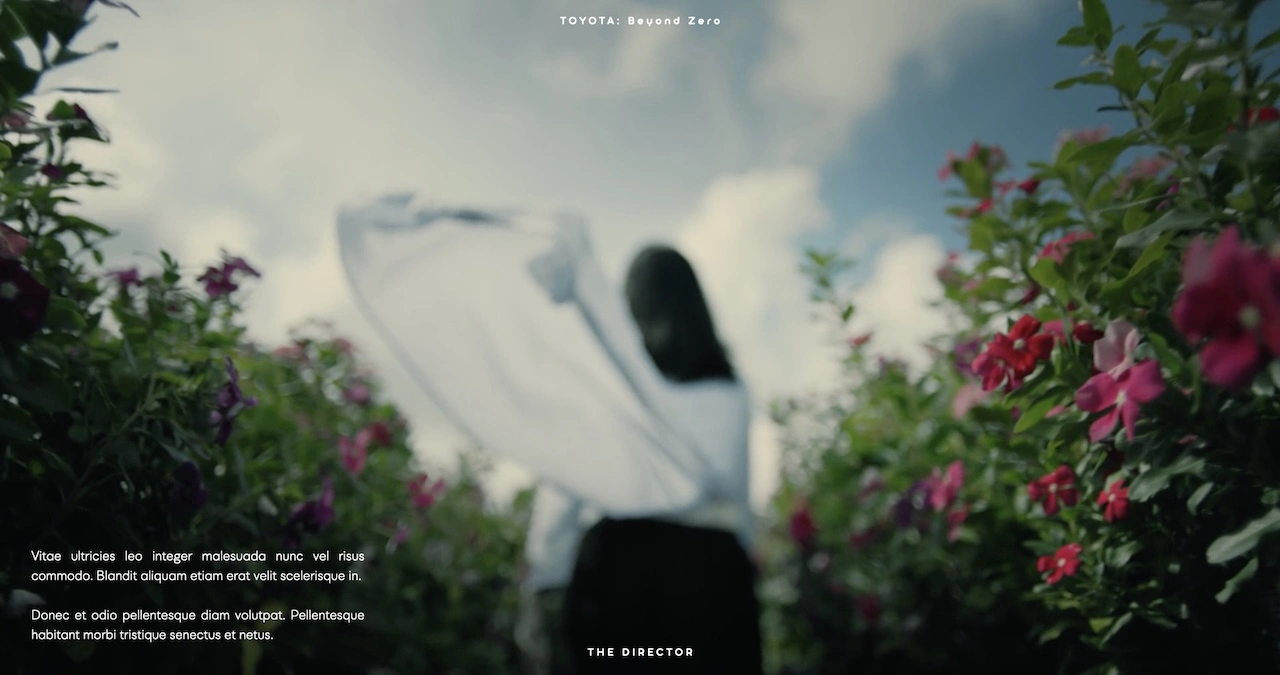 TOYOTA: Beyond Zero
Vitae ultricies leo integer malesuada nunc vel risus
commodo. Blandit aliquam etiam erat velit scelerisque in.
Donec et odio pellentesque diam volutpat. Pellentesque
habitant morbi tristique senectus et netus.
THE DIRECTOR